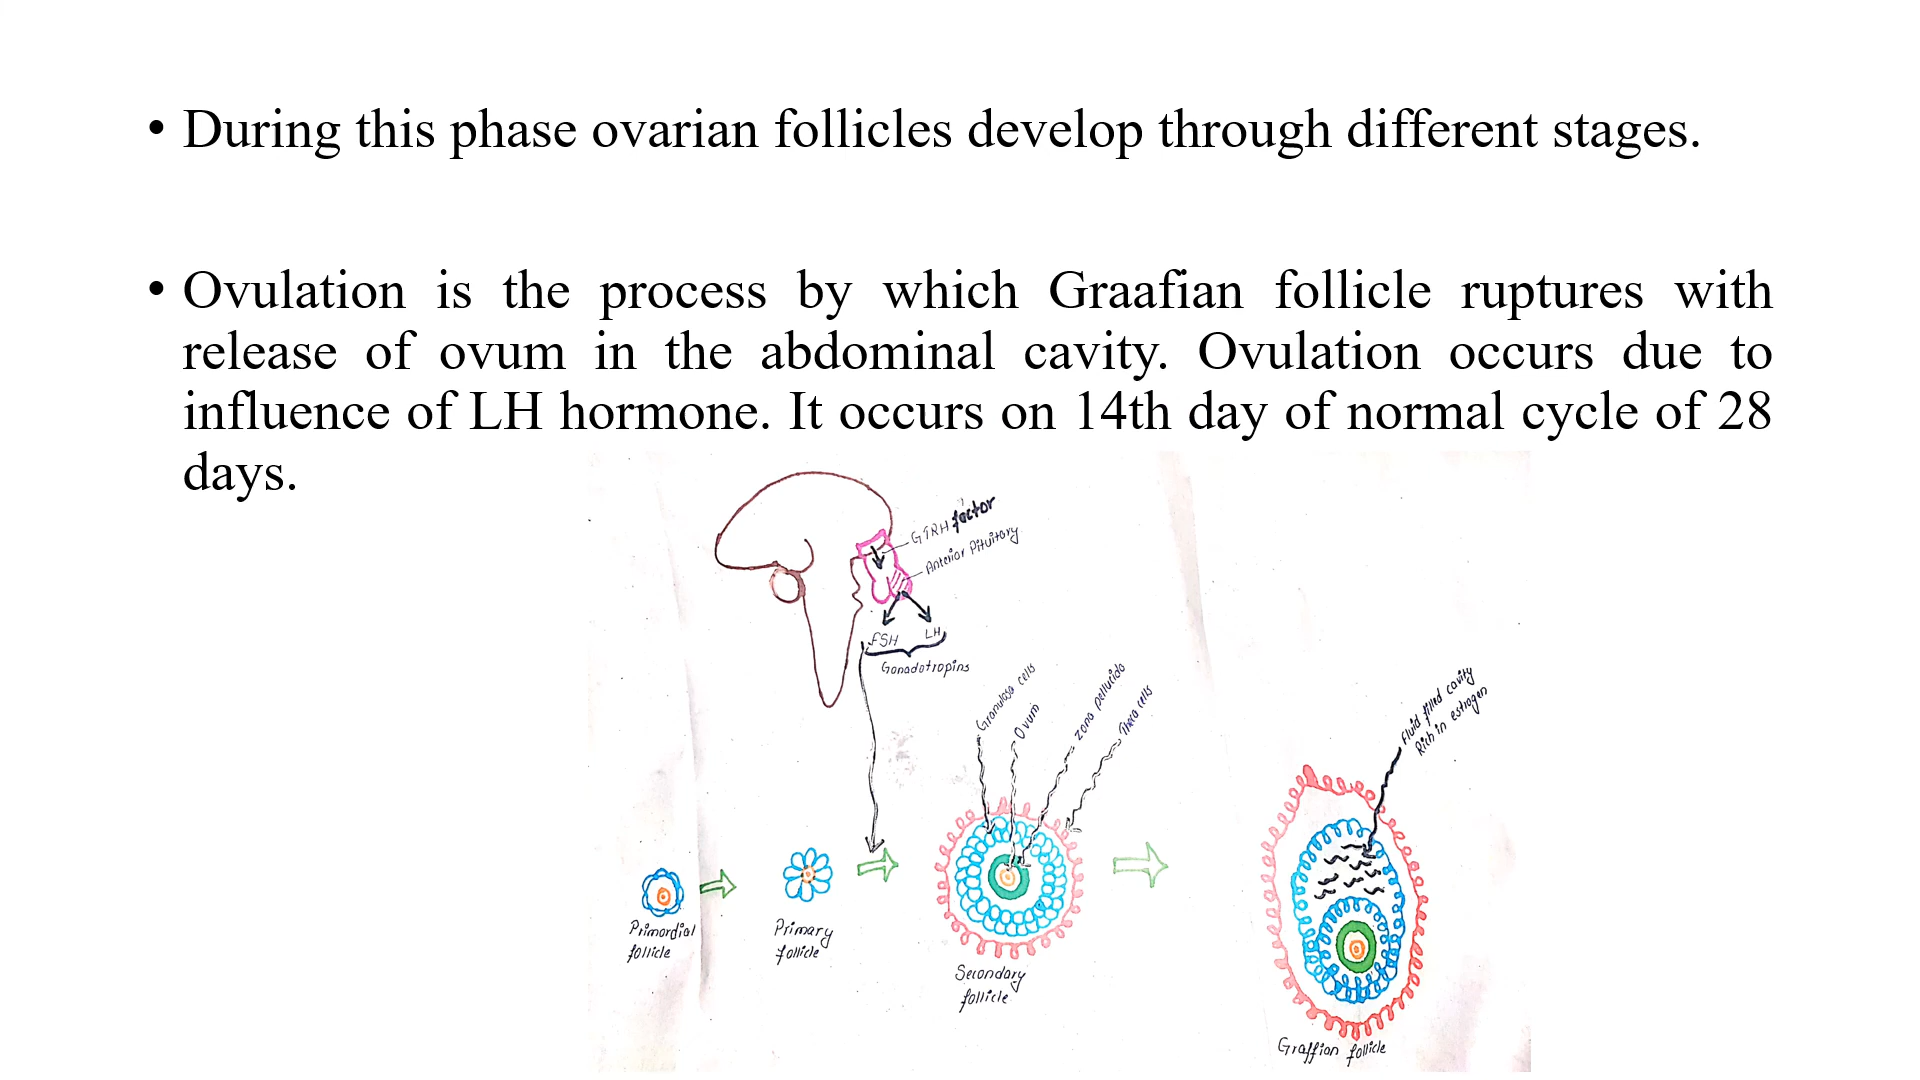 • During this phase ovarian follicles develop through different stages.
• Ovulation is the process by which Graafian follicle ruptures with
release of ovum in the abdominal cavity. Ovulation occurs due to
influence of LH hormone. It occurs on 14th day of normal cycle of 28
days.
GTRH factor
Anterior Pituitary
FSH LH
Gonadotropins
Granulosa cells
Ovum
Zona pellucida
Theca cells
Fluid filled cavity
Rich in estrogen
Primordial
follicle
Primary
follicle
Secondary
follicle
Graffian follicle